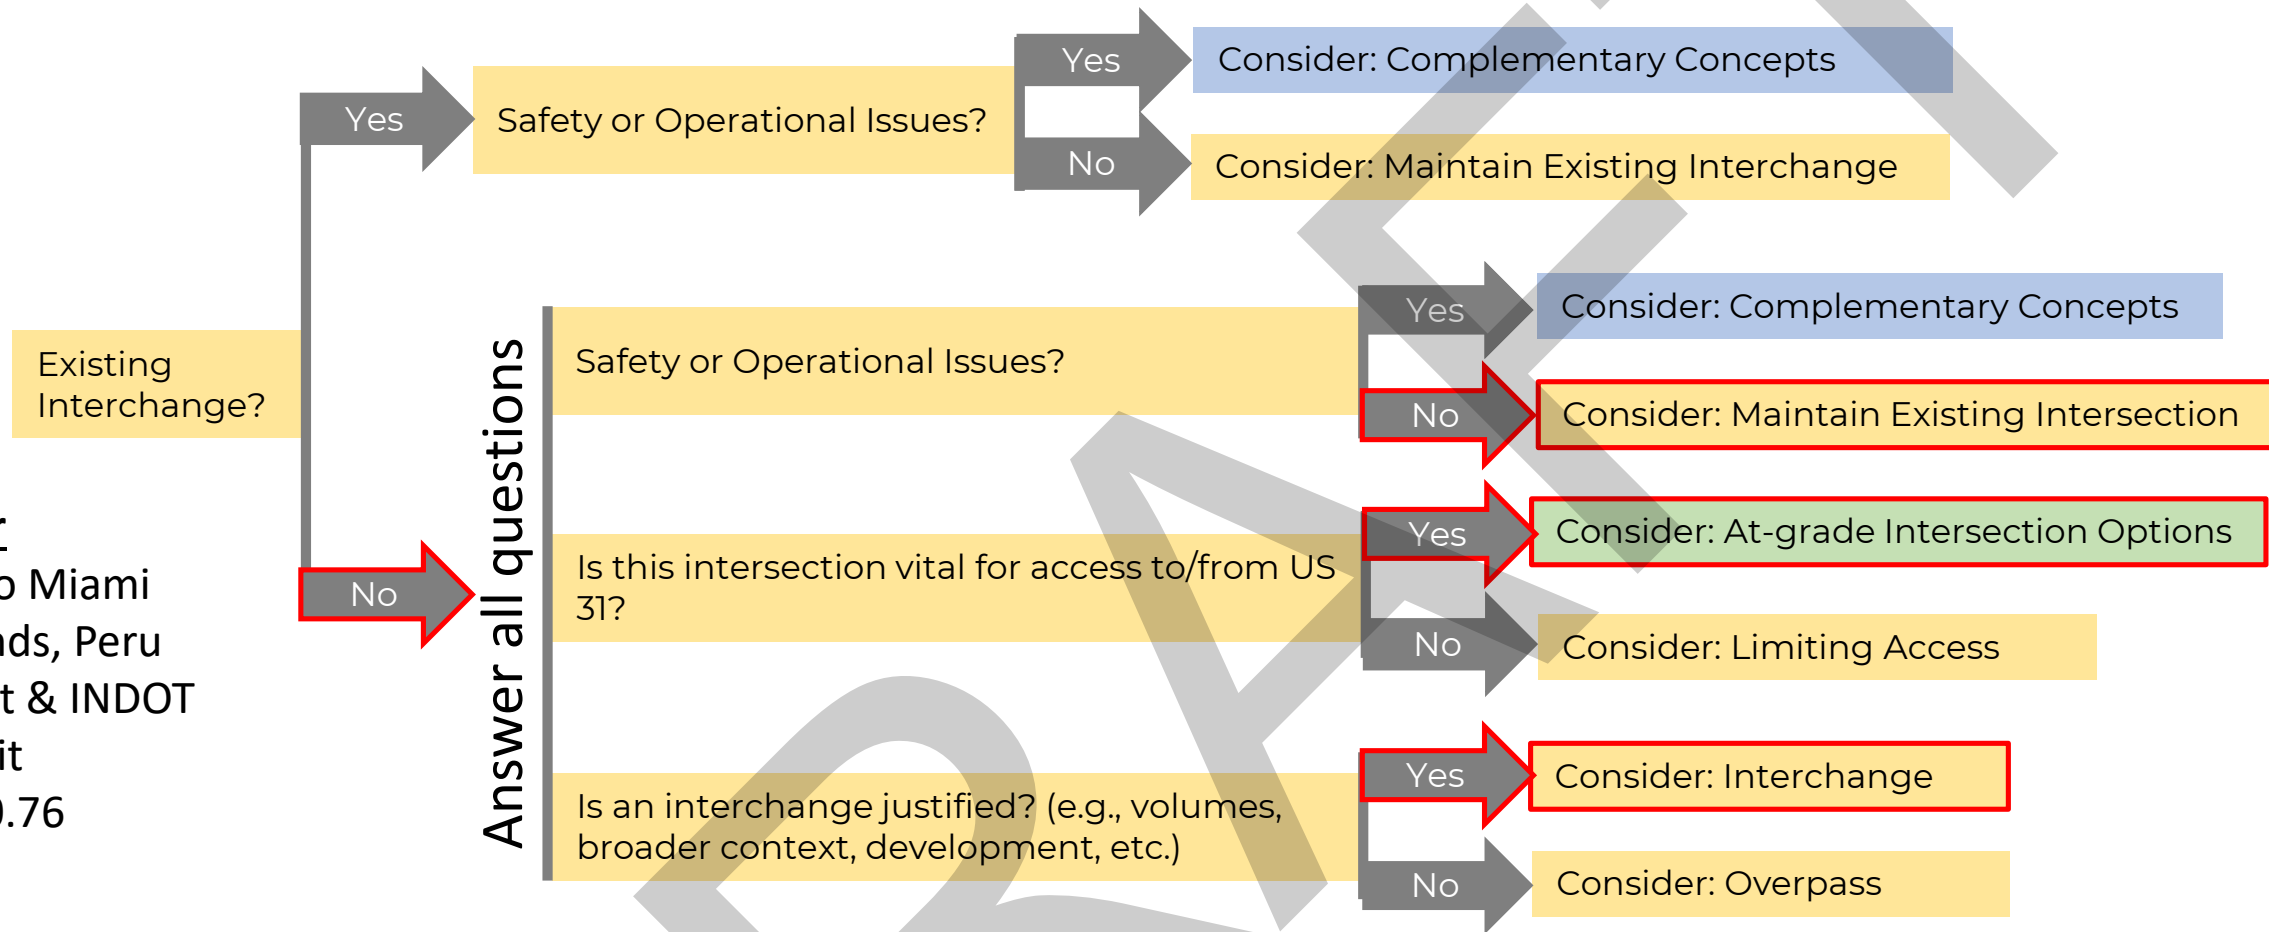 Yes
Safety or Operational Issues?
Yes
Consider: Complementary Concepts
No
Consider: Maintain Existing Interchange
Existing
Interchange?
No
Answer all questions
Safety or Operational Issues?
Yes
Consider: Complementary Concepts
No
Consider: Maintain Existing Intersection
Is this intersection vital for access to/from US
31?
Yes
Consider: At-grade Intersection Options
No
Consider: Limiting Access
Is an interchange justified? (e.g., volumes,
broader context, development, etc.)
Yes
Consider: Interchange
No
Consider: Overpass
Miami
Peru
& INDOT
.76